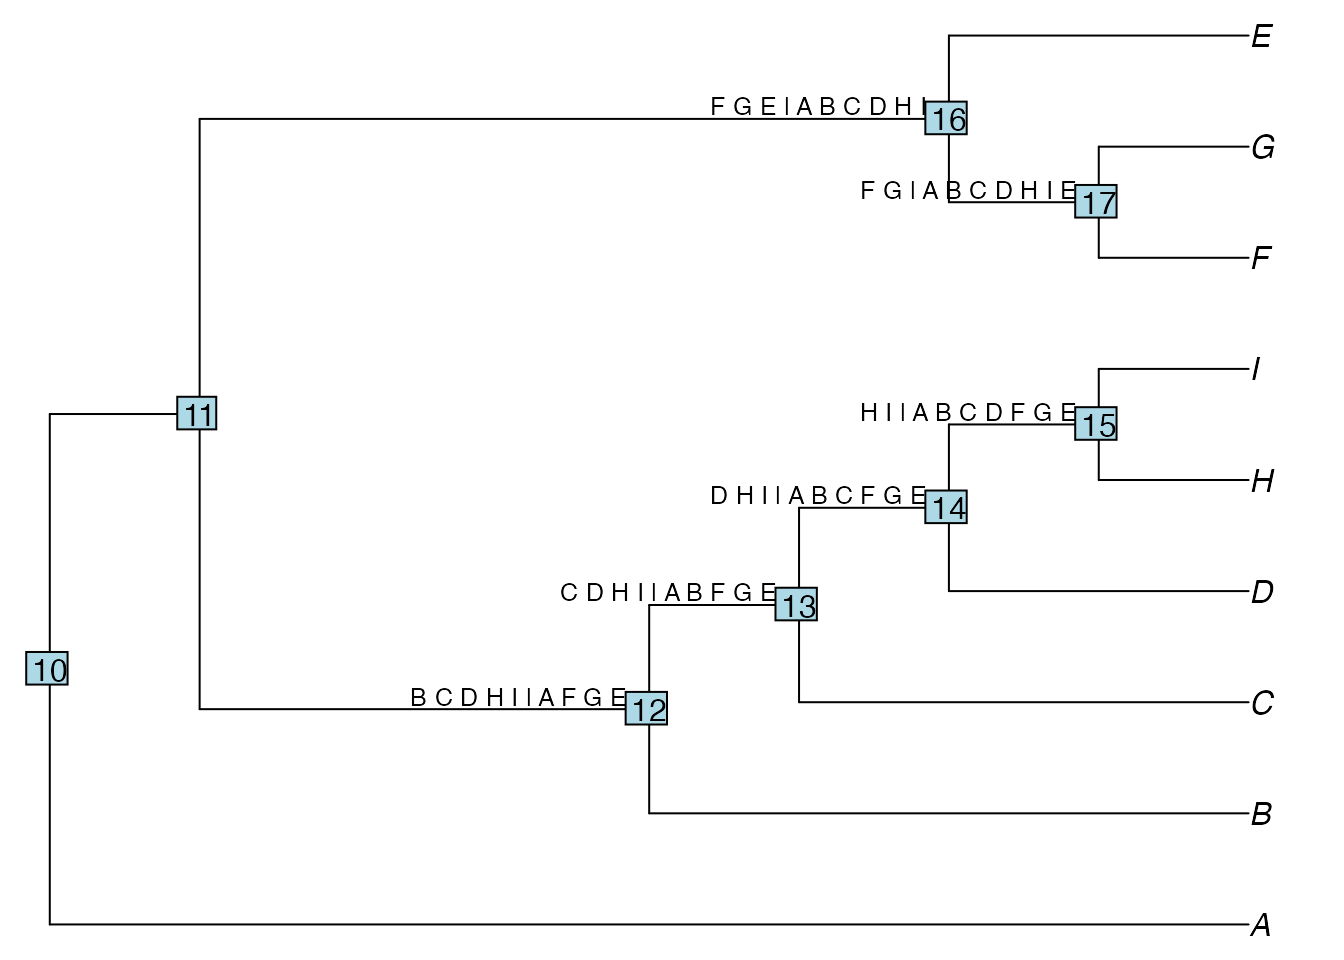 E
F G E | A B C D H I
16
G
F G | A B C D H I E
17
F
I
H I | A B C D F G E
15
H
D H I | A B C F G E
14
D
C D H I | A B F G E
13
C
B C D H I | A F G E
12
B
11
10
A